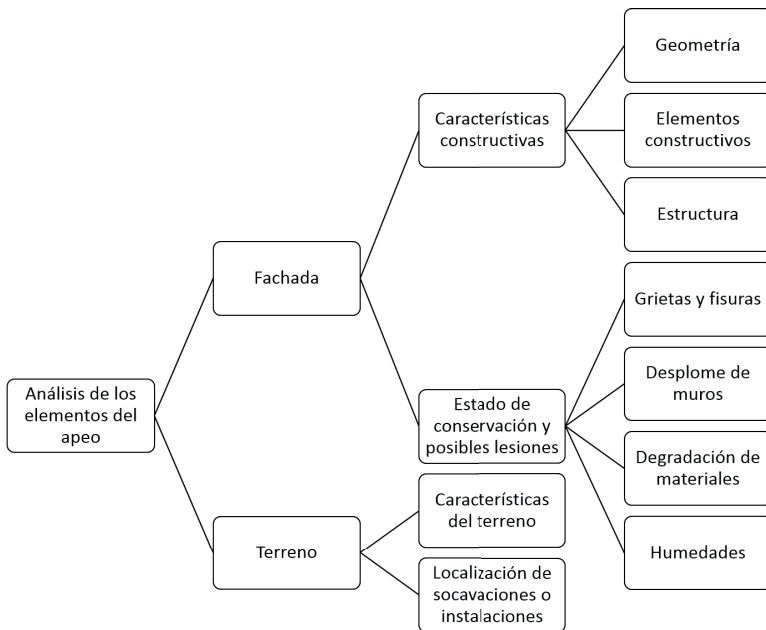 Análisis de los
elementos del
apeo
Fachada
Características
constructivas
Geometría
Elementos
constructivos
Estructura
Estado de
conservación y
posibles lesiones
Grietas y fisuras
Desplome de
muros
Degradación de
materiales
Humedades
Terreno
Características
del terreno
Localización de
socavaciones o
instalaciones